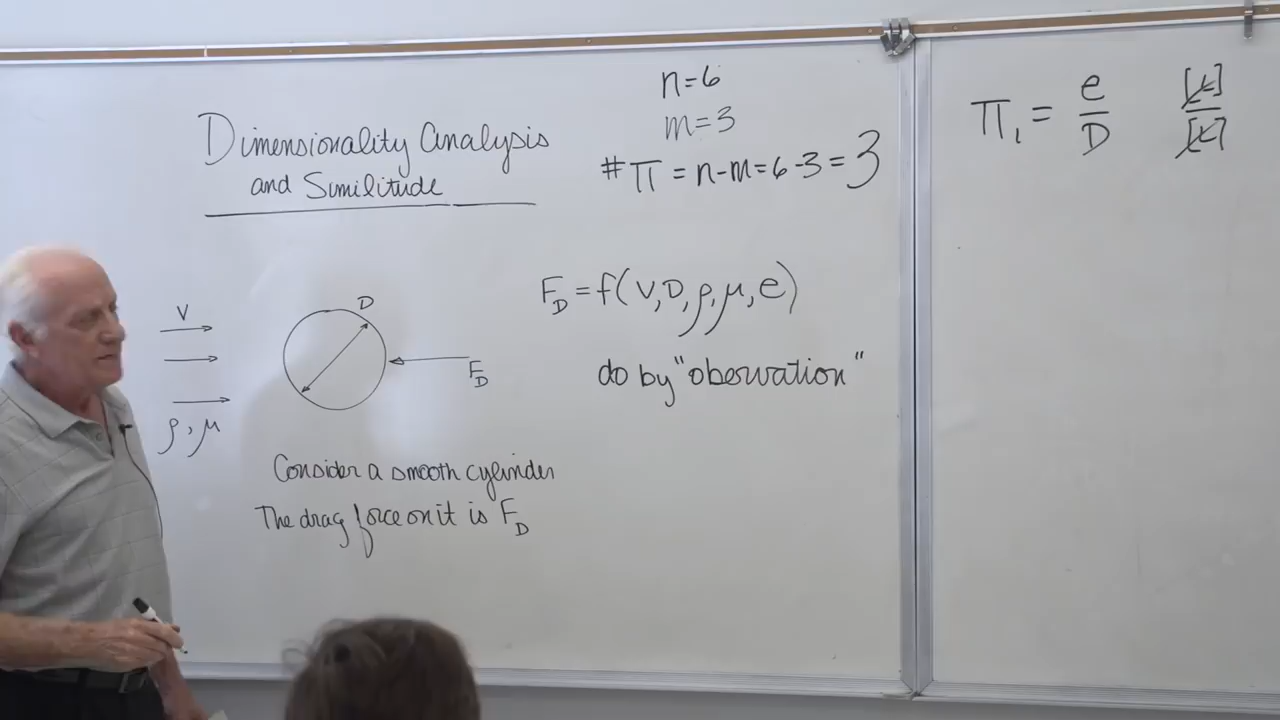 Dimensionality Analysis
and Similitude
n=6
m=3
# π = n-m = 6-3 = 3
V
ρ, μ
D
F_D
F_D = f(V, D, ρ, μ, e)
do by "obervation"
Consider a smooth cylinder
The drag force on it is F_D
π₁ = e/D [L]/[L]